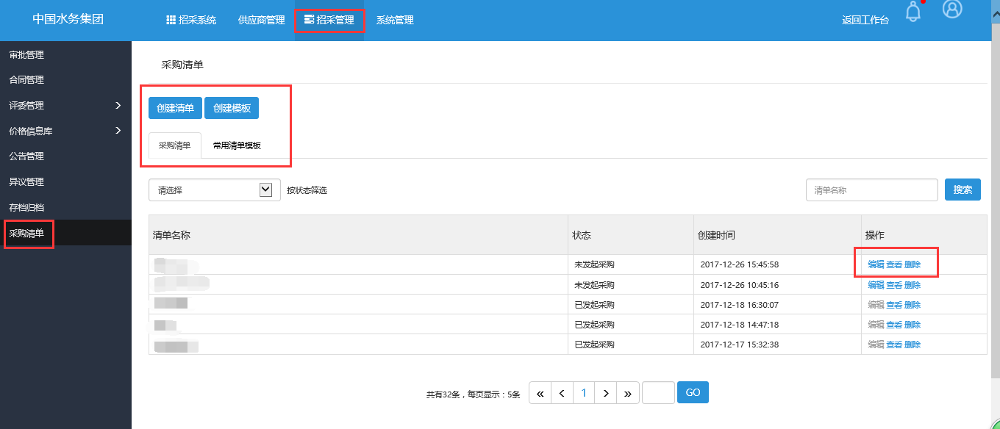 中国水务集团 招采系统 供应商管理 招采管理 系统管理 返回工作台
审批管理
合同管理
评委管理
价格信息库
公告管理
异议管理
存档归档
采购清单
采购清单
创建清单 创建模板
采购清单 常用清单模板
请选择 按状态筛选 清单名称 搜索
清单名称 状态 创建时间 操作
未发起采购 2017-12-26 15:45:58 编辑 查看 删除
未发起采购 2017-12-26 10:45:16 编辑 查看 删除
已发起采购 2017-12-18 16:30:07 编辑 查看 删除
已发起采购 2017-12-18 14:47:18 编辑 查看 删除
已发起采购 2017-12-17 15:32:38 编辑 查看 删除
共有32条，每页显示：5条 « < 1 > » GO